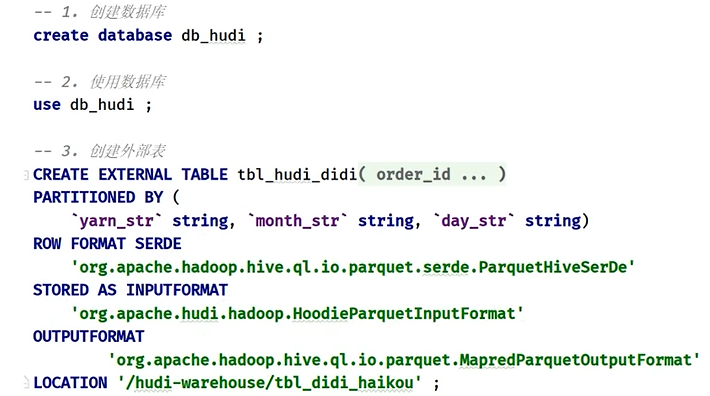 -- 1. 创建数据库
create database db_hudi ;
-- 2. 使用数据库
use db_hudi ;
-- 3. 创建外部表
CREATE EXTERNAL TABLE tbl_hudi_didi( order_id ... )
PARTITIONED BY (
`yarn_str` string, `month_str` string, `day_str` string)
ROW FORMAT SERDE
'org.apache.hadoop.hive.ql.io.parquet.serde.ParquetHiveSerDe'
STORED AS INPUTFORMAT
'org.apache.hudi.hadoop.HoodieParquetInputFormat'
OUTPUTFORMAT
'org.apache.hadoop.hive.ql.io.parquet.MapredParquetOutputFormat'
LOCATION '/hudi-warehouse/tbl_didi_haikou' ;